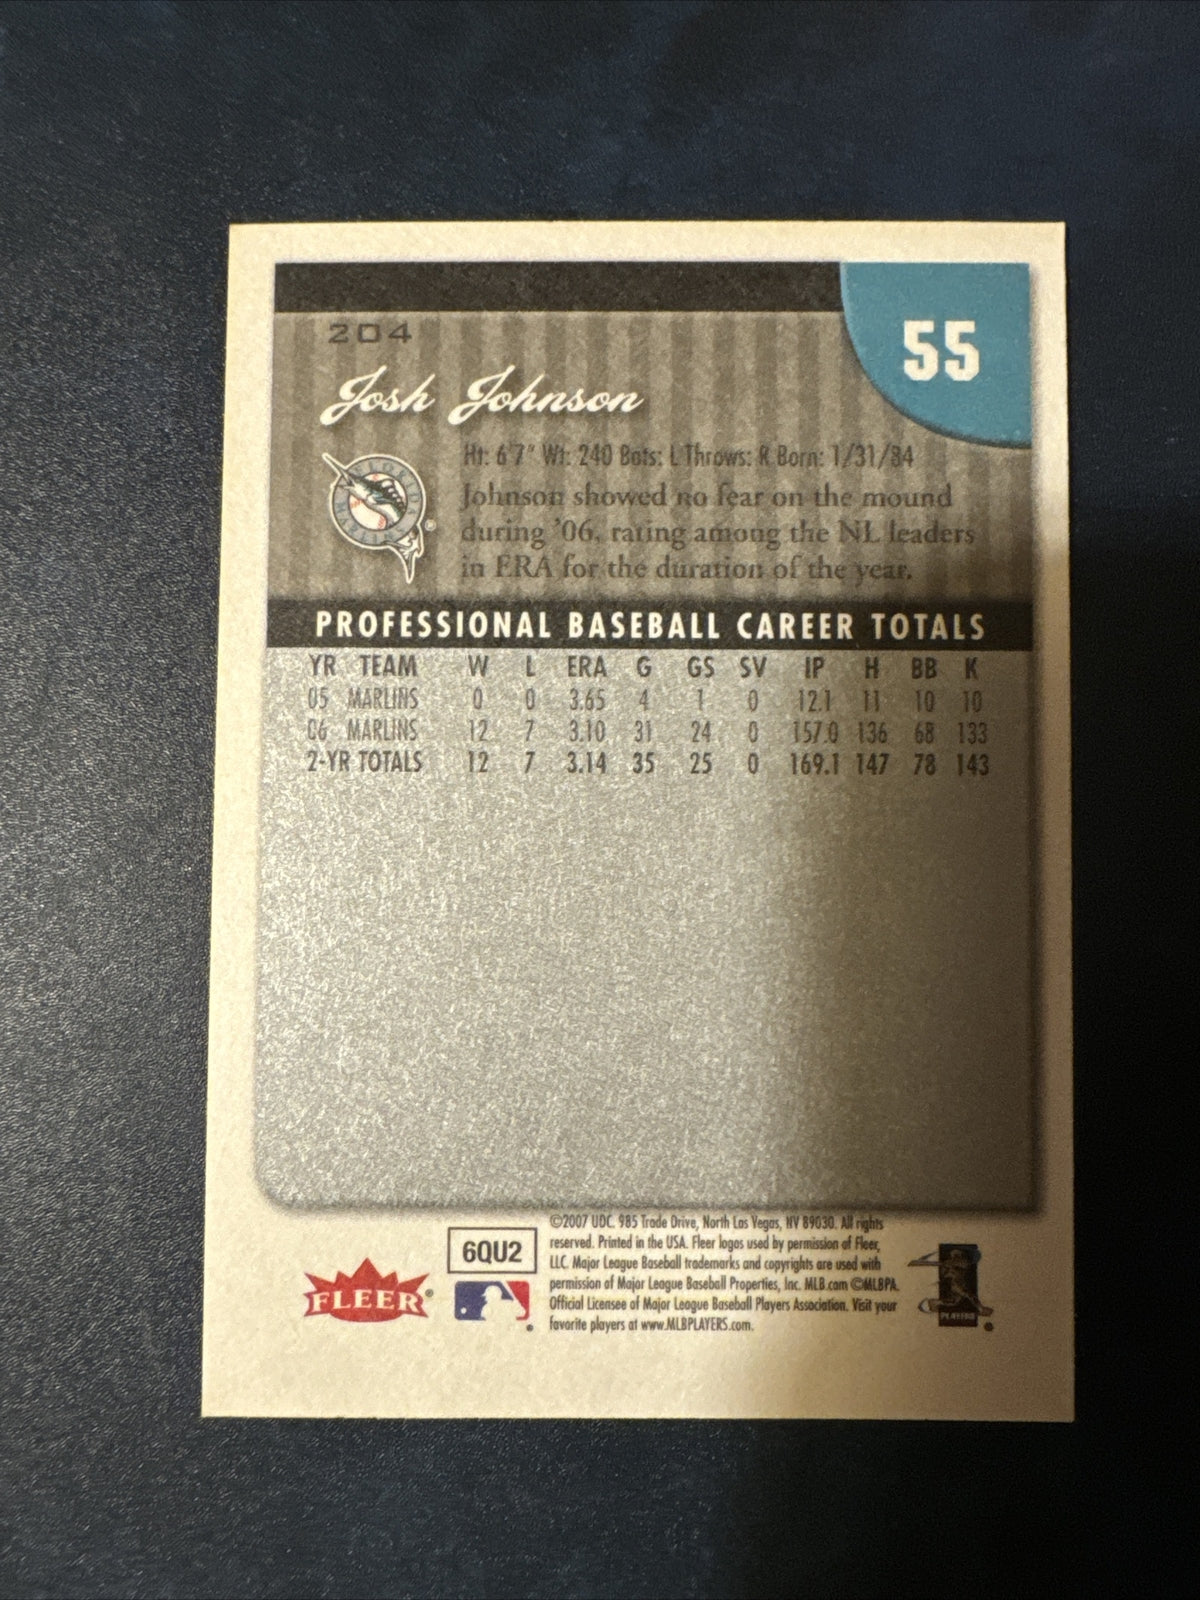 204
55
Josh Johnson
Ht: 6'7" Wt: 240 Bats: L Throws: R Born: 1/31/84
Johnson showed no fear on the mound
during '06, rating among the NL leaders
in ERA for the duration of the year.
FLORIDA MARLINS ®
PROFESSIONAL BASEBALL CAREER TOTALS
YR TEAM W L ERA G GS SV IP H BB K
05 MARLINS 0 0 3.65 4 1 0 12.1 11 10 10
06 MARLINS 12 7 3.10 31 24 0 157.0 136 68 133
2-YR TOTALS 12 7 3.14 35 25 0 169.1 147 78 143
6QU2
FLEER®
©2007 UDC. 985 Trade Drive, North Las Vegas, NV 89030. All rights
reserved. Printed in the USA. Fleer logos used by permission of Fleer,
LLC. Major League Baseball trademarks and copyrights are used with
permission of Major League Baseball Properties, Inc. MLB.com ©MLBPA.
Official Licensee of Major League Baseball Players Association. Visit your
favorite players at www.MLBPLAYERS.com.
PLAYERS